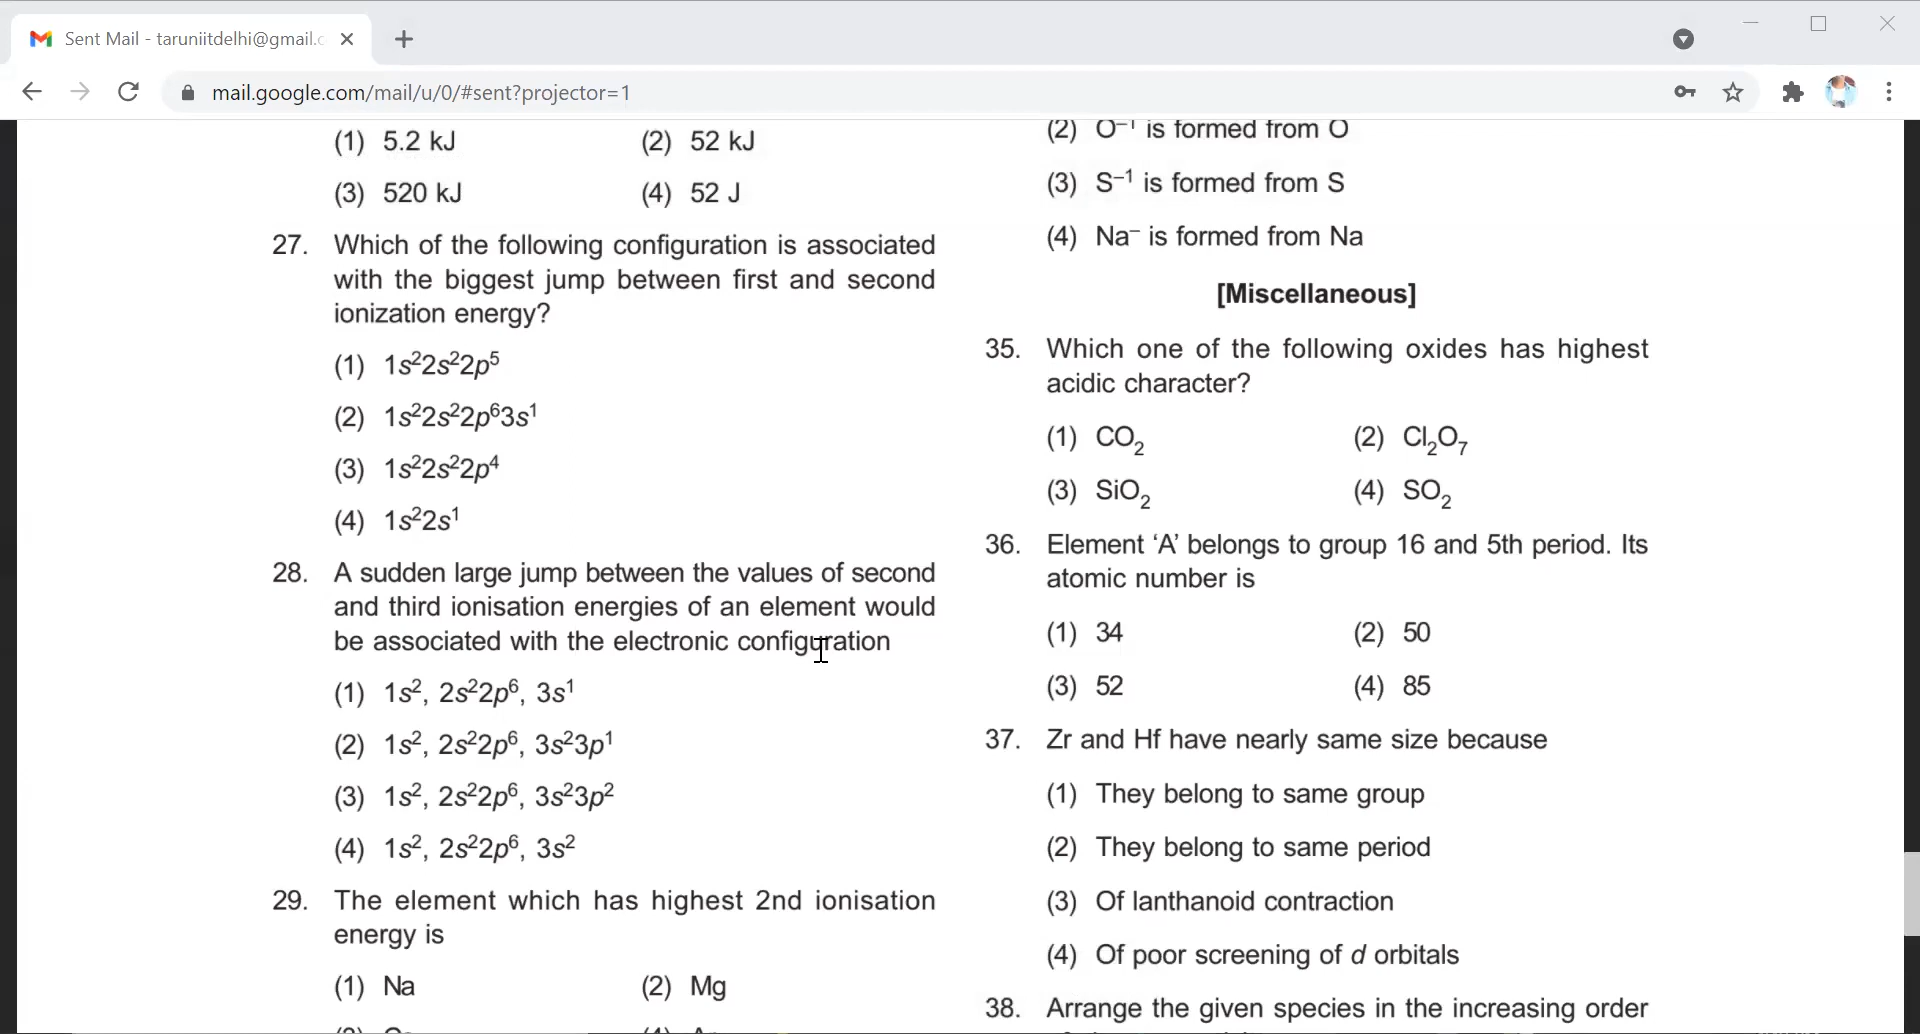 Sent Mail - taruniitdelhi@gmail.c
mail.google.com/mail/u/0/#sent?projector=1
(1) 5.2 kJ (2) 52 kJ
(3) 520 kJ (4) 52 J
27. Which of the following configuration is associated
with the biggest jump between first and second
ionization energy?
(1) 1s²2s²2p⁵
(2) 1s²2s²2p⁶3s¹
(3) 1s²2s²2p⁴
(4) 1s²2s¹
28. A sudden large jump between the values of second
and third ionisation energies of an element would
be associated with the electronic configuration
(1) 1s², 2s²2p⁶, 3s¹
(2) 1s², 2s²2p⁶, 3s²3p¹
(3) 1s², 2s²2p⁶, 3s²3p²
(4) 1s², 2s²2p⁶, 3s²
29. The element which has highest 2nd ionisation
energy is
(1) Na (2) Mg
(2) O⁻¹ is formed from O
(3) S⁻¹ is formed from S
(4) Na⁻ is formed from Na
[Miscellaneous]
35. Which one of the following oxides has highest
acidic character?
(1) CO₂ (2) Cl₂O₇
(3) SiO₂ (4) SO₂
36. Element ‘A’ belongs to group 16 and 5th period. Its
atomic number is
(1) 34 (2) 50
(3) 52 (4) 85
37. Zr and Hf have nearly same size because
(1) They belong to same group
(2) They belong to same period
(3) Of lanthanoid contraction
(4) Of poor screening of d orbitals
38. Arrange the given species in the increasing order